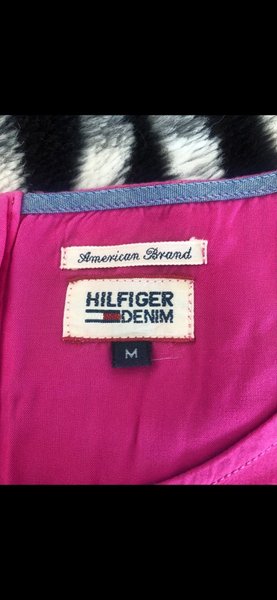 American Brand
HILFIGER
DENIM
M